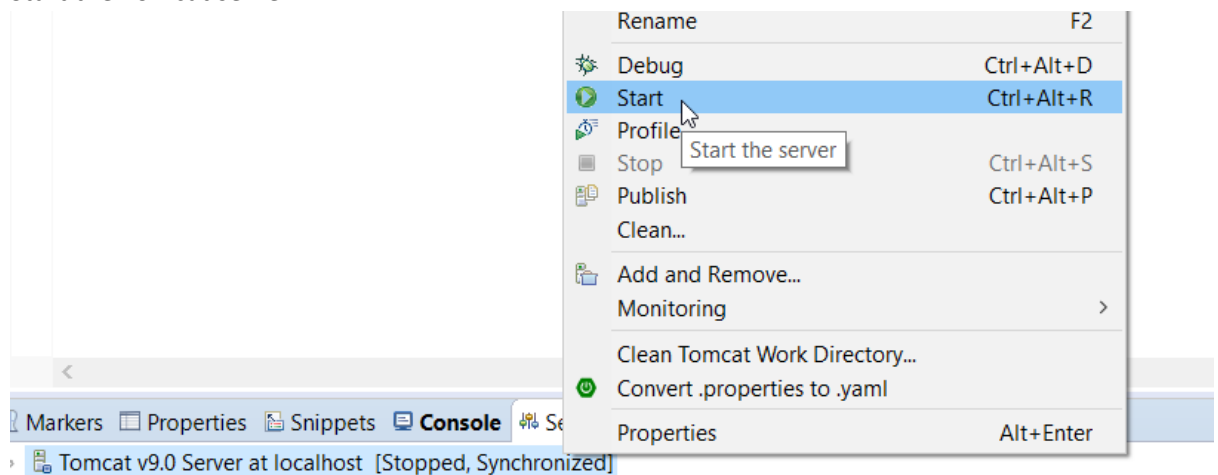 Rename F2
Debug Ctrl+Alt+D
Start Ctrl+Alt+R
Profile
Start the server
Stop Ctrl+Alt+S
Publish Ctrl+Alt+P
Clean...
Add and Remove...
Monitoring >
Clean Tomcat Work Directory...
Convert .properties to .yaml
Properties Alt+Enter
Markers Properties Snippets Console Se
Tomcat v9.0 Server at localhost [Stopped, Synchronized]